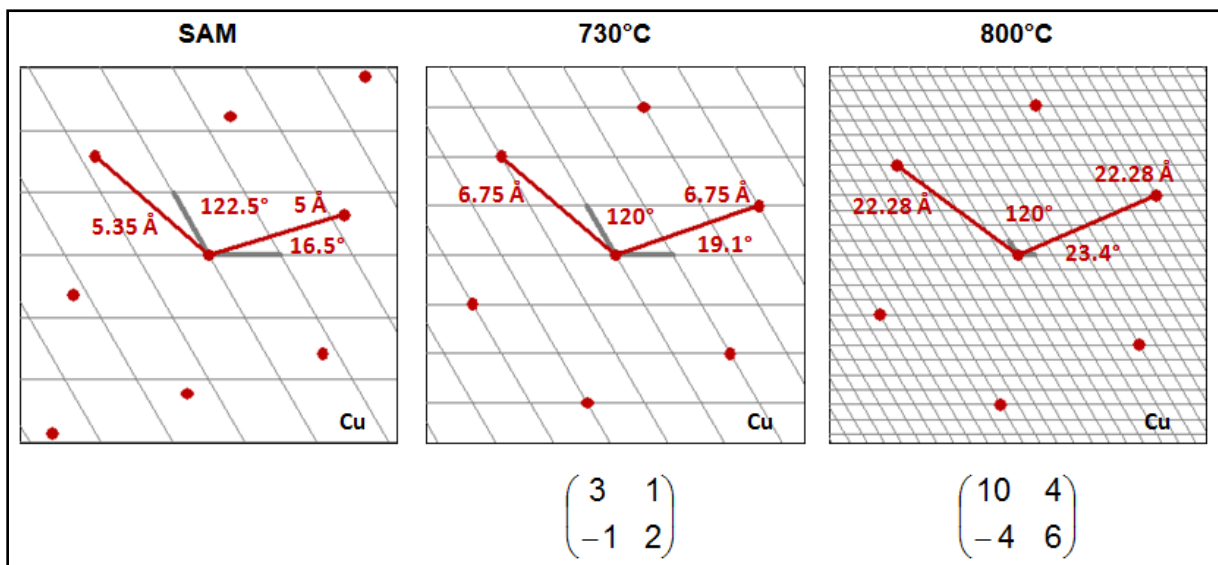 SAM
730°C
800°C
5.35 Å
122.5°
5 Å
16.5°
Cu
6.75 Å
120°
6.75 Å
19.1°
Cu
22.28 Å
120°
22.28 Å
23.4°
Cu
3 1
-1 2
10 4
-4 6